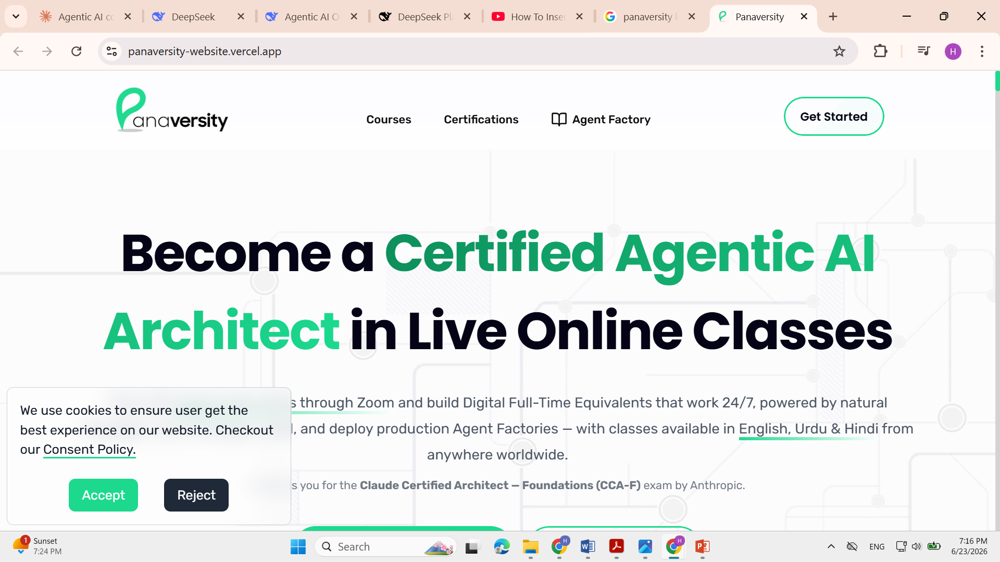 Agentic AI co
DeepSeek
Agentic AI O
DeepSeek Pl
How To Inser
panaversity l
Panaversity
panaversity-website.vercel.app
H
Panaversity
Courses
Certifications
Agent Factory
Get Started
Become a Certified Agentic AI
Architect in Live Online Classes
s through Zoom and build Digital Full-Time Equivalents that work 24/7, powered by natural
, and deploy production Agent Factories — with classes available in English, Urdu & Hindi from
anywhere worldwide.
s you for the Claude Certified Architect — Foundations (CCA-F) exam by Anthropic.
We use cookies to ensure user get the
best experience on our website. Checkout
our Consent Policy.
Accept
Reject
1
Sunset
7:24 PM
Search
H
H
ENG
7:16 PM
6/23/2026